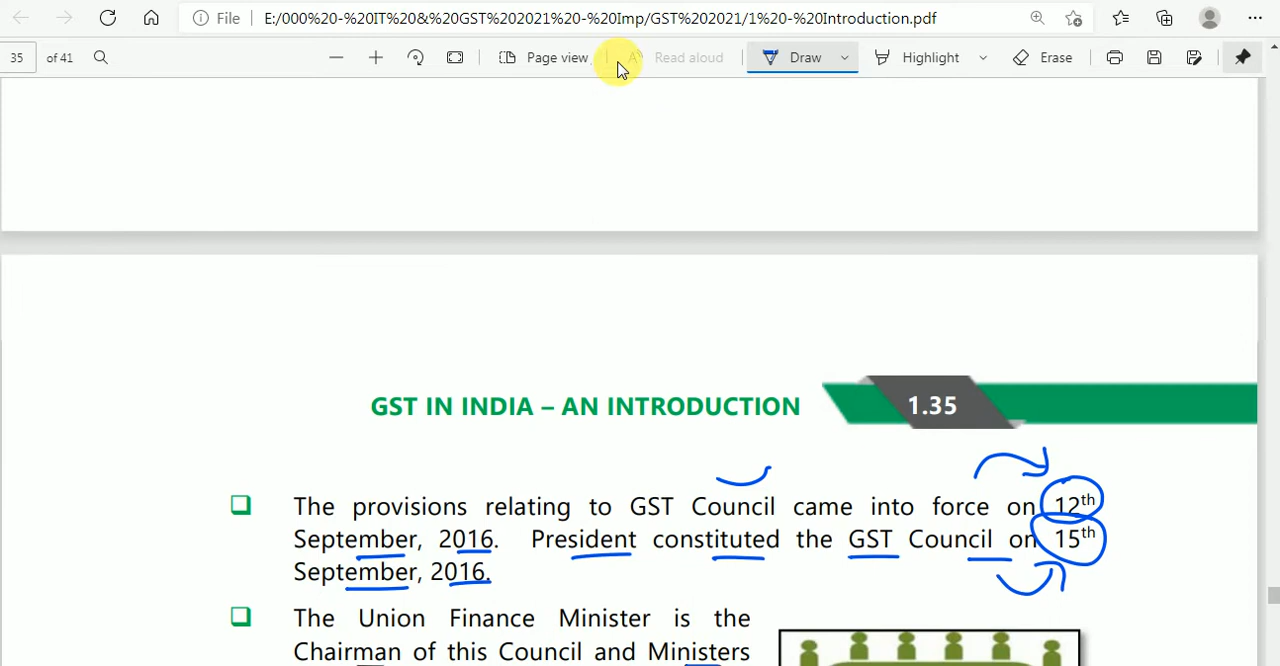 File E:/000%20-%20IT%20&%20GST%202021%20-%20Imp/GST%202021/1%20-%20Introduction.pdf
35 of 41 Page view Read aloud Draw Highlight Erase
GST IN INDIA – AN INTRODUCTION 1.35
❑ The provisions relating to GST Council came into force on 12th
September, 2016. President constituted the GST Council on 15th
September, 2016.
❑ The Union Finance Minister is the
Chairman of this Council and Ministers